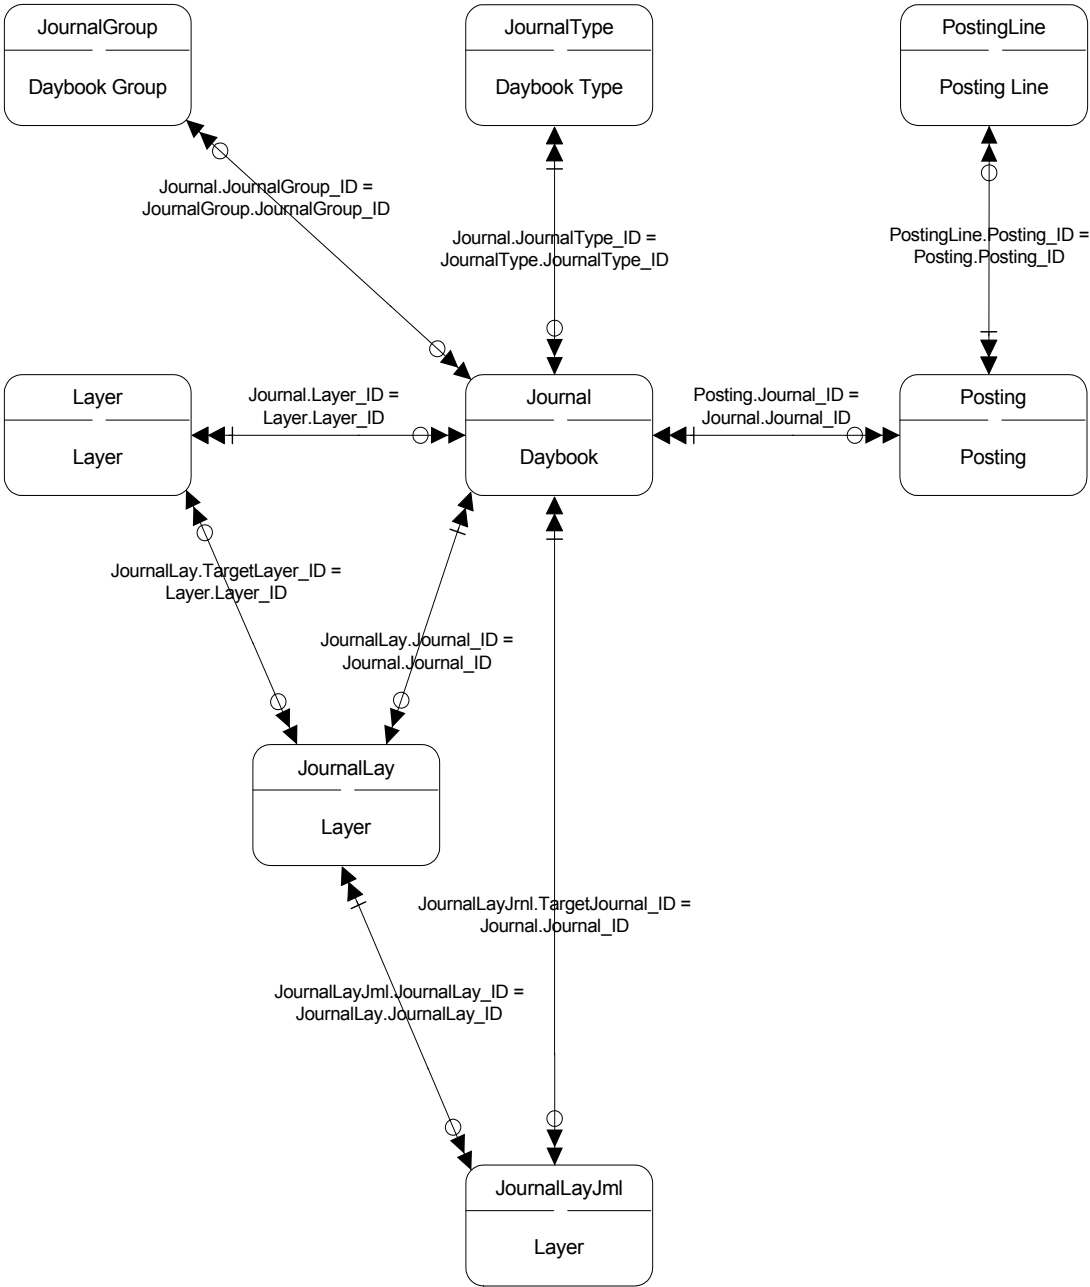 JournalGroup
Daybook Group
JournalType
Daybook Type
PostingLine
Posting Line
Journal.JournalGroup_ID =
JournalGroup.JournalGroup_ID
Journal.JournalType_ID =
JournalType.JournalType_ID
PostingLine.Posting_ID =
Posting.Posting_ID
Layer
Layer
Journal.Layer_ID =
Layer.Layer_ID
Journal
Daybook
Posting.Journal_ID =
Journal.Journal_ID
Posting
Posting
JournalLay.TargetLayer_ID =
Layer.Layer_ID
JournalLay.Journal_ID =
Journal.Journal_ID
JournalLay
Layer
JournalLayJrnl.TargetJournal_ID =
Journal.Journal_ID
JournalLayJml.JournalLay_ID =
JournalLay.JournalLay_ID
JournalLayJml
Layer